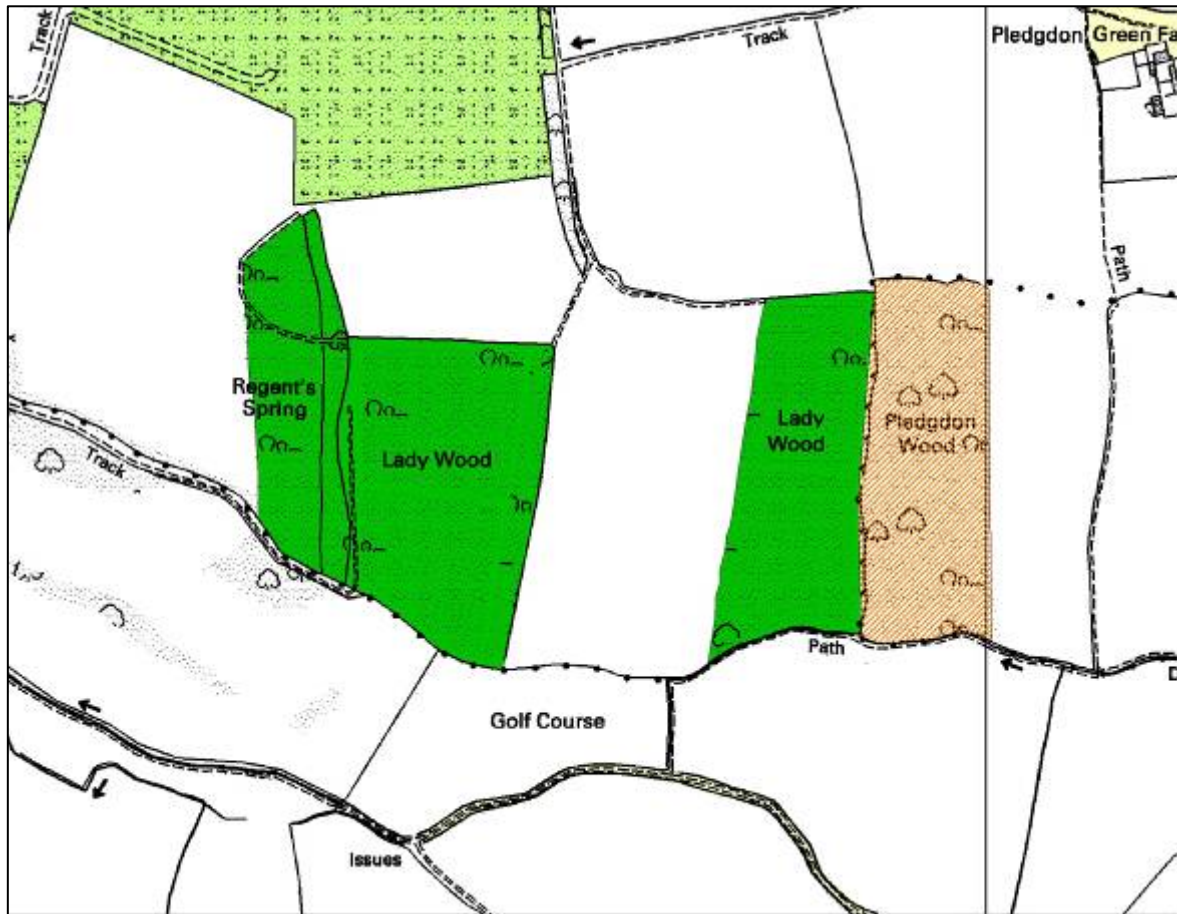 Track
Track
Pledgdon Green Fa
Path
Regent's
Spring
Lady Wood
Lady
Wood
Pledgdon
Wood
Track
Path
Golf Course
Issues
D